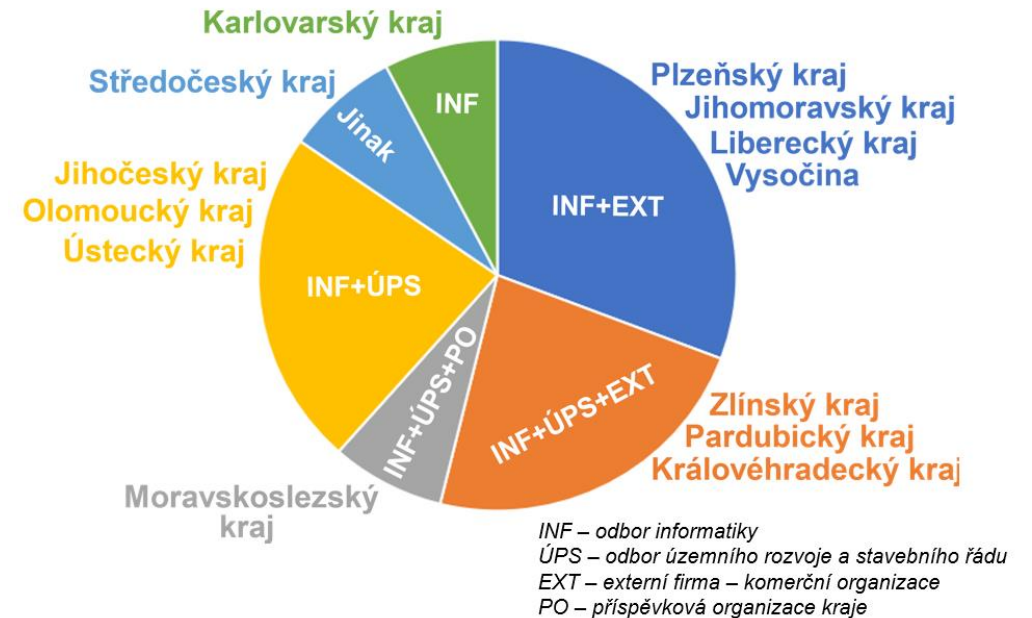 Karlovarský kraj
INF
Středočeský kraj
Jinak
Plzeňský kraj
Jihomoravský kraj
Liberecký kraj
Vysočina
INF+EXT
Jihočeský kraj
Olomoucký kraj
Ústecký kraj
INF+ÚPS
INF+ÚPS+PO
INF+ÚPS+EXT
Zlínský kraj
Pardubický kraj
Královéhradecký kraj
Moravskoslezský
kraj
INF – odbor informatiky
ÚPS – odbor územního rozvoje a stavebního řádu
EXT – externí firma – komerční organizace
PO – příspěvková organizace kraje